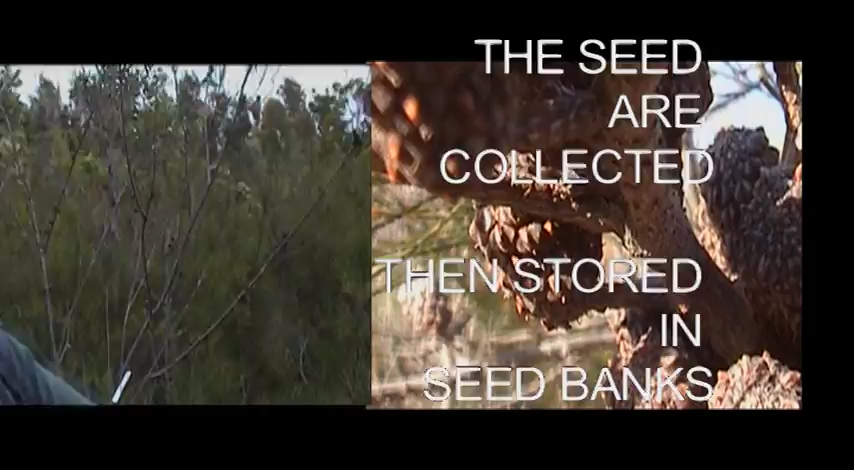 THE SEED
ARE
COLLECTED
THEN STORED
IN
SEED BANKS